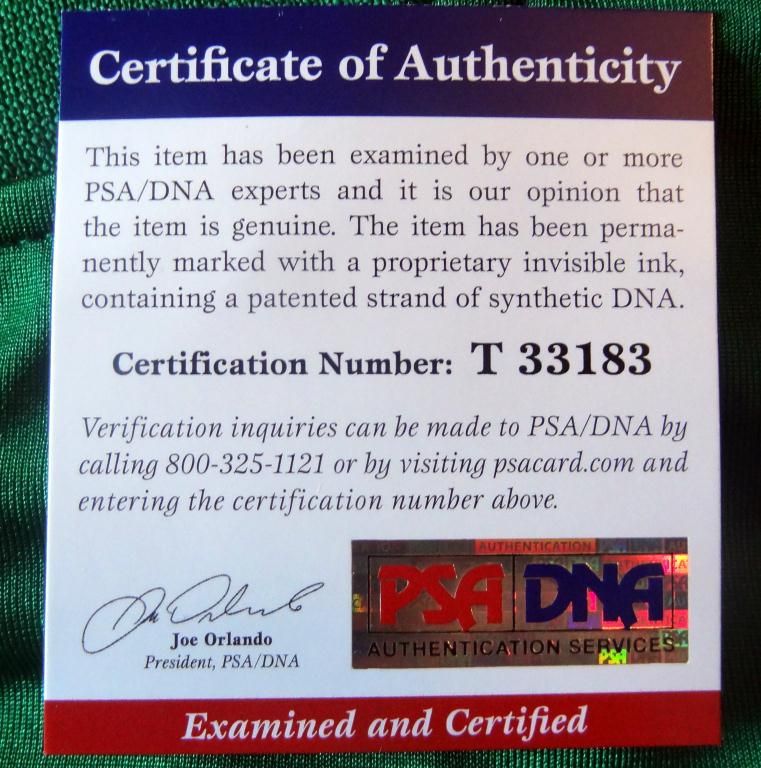 Certificate of Authenticity
This item has been examined by one or more
PSA/DNA experts and it is our opinion that
the item is genuine. The item has been perma-
nently marked with a proprietary invisible ink,
containing a patented strand of synthetic DNA.
Certification Number: T 33183
Verification inquiries can be made to PSA/DNA by
calling 800-325-1121 or by visiting psacard.com and
entering the certification number above.
Joe Orlando
President, PSA/DNA
AUTHENTICATION
PSA DNA
AUTHENTICATION SERVICES
PSA
Examined and Certified